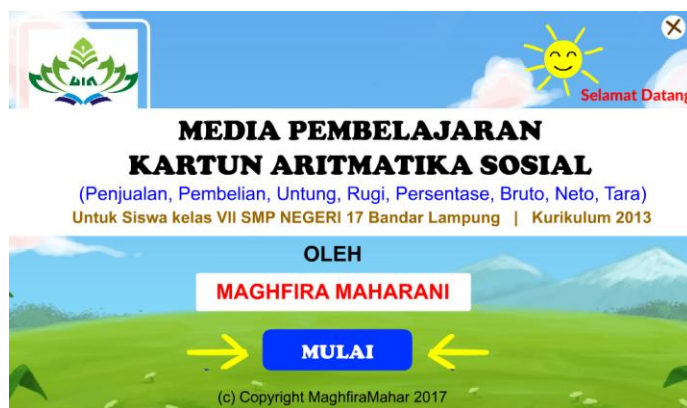 Selamat Datang
MEDIA PEMBELAJARAN
KARTUN ARITMATIKA SOSIAL
(Penjualan, Pembelian, Untung, Rugi, Persentase, Bruto, Neto, Tara)
Untuk Siswa kelas VII SMP NEGERI 17 Bandar Lampung | Kurikulum 2013
OLEH
MAGHFIRA MAHARANI
MULAI
(c) Copyright MaghfiraMahar 2017